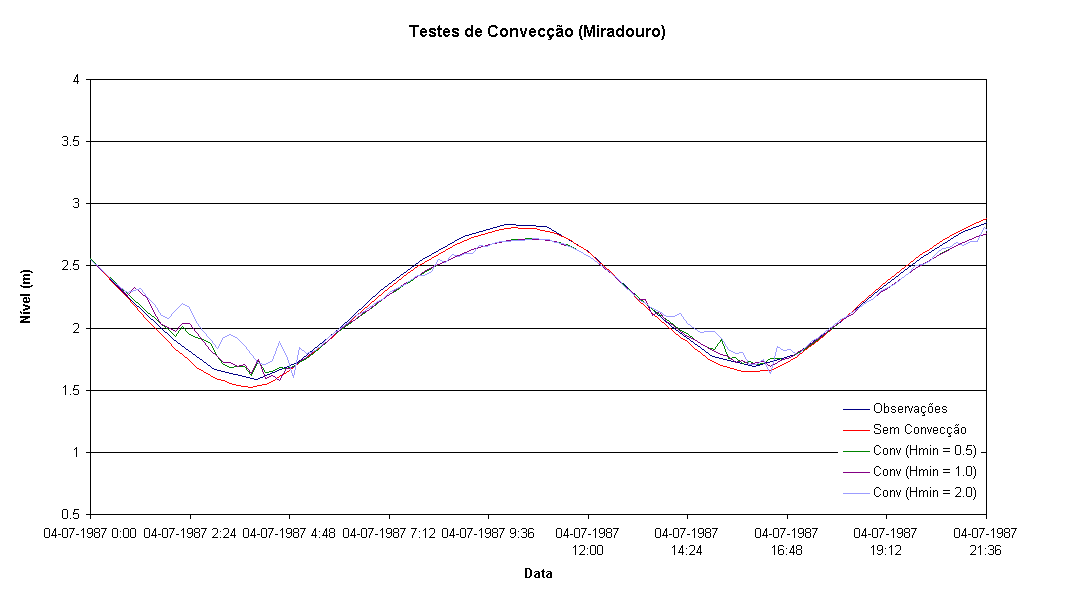 Testes de Convecção (Miradouro)
4
3.5
3
2.5
2
1.5
1
0.5
Nível (m)
Observações
Sem Convecção
Conv (Hmin = 0.5)
Conv (Hmin = 1.0)
Conv (Hmin = 2.0)
04-07-1987 0:00 04-07-1987 2:24 04-07-1987 4:48 04-07-1987 7:12 04-07-1987 9:36 04-07-1987 04-07-1987 04-07-1987 04-07-1987 04-07-1987
12:00 14:24 16:48 19:12 21:36
Data